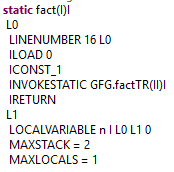 static fact(I)I
L0
LINENUMBER 16 L0
ILOAD 0
ICONST_1
INVOKESTATIC GFG.factTR(II)I
IRETURN
L1
LOCALVARIABLE n I L0 L1 0
MAXSTACK = 2
MAXLOCALS = 1